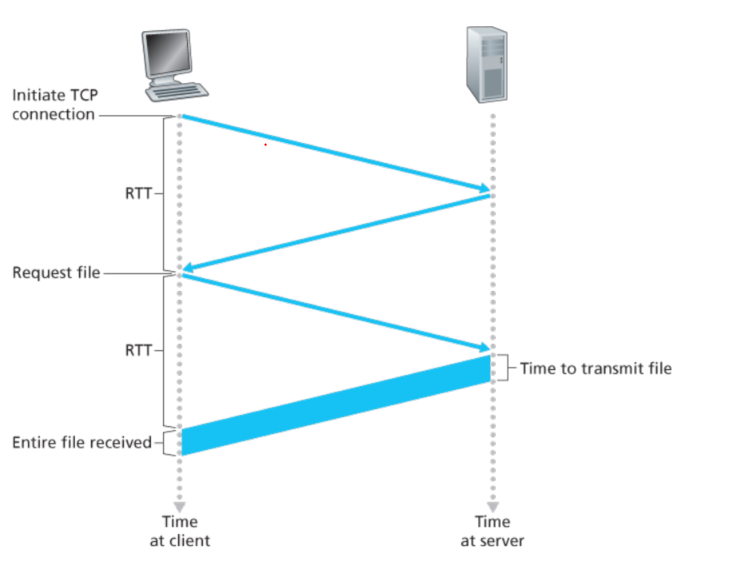 Initiate TCP
connection
RTT
Request file
RTT
Time to transmit file
Entire file received
Time
at client
Time
at server